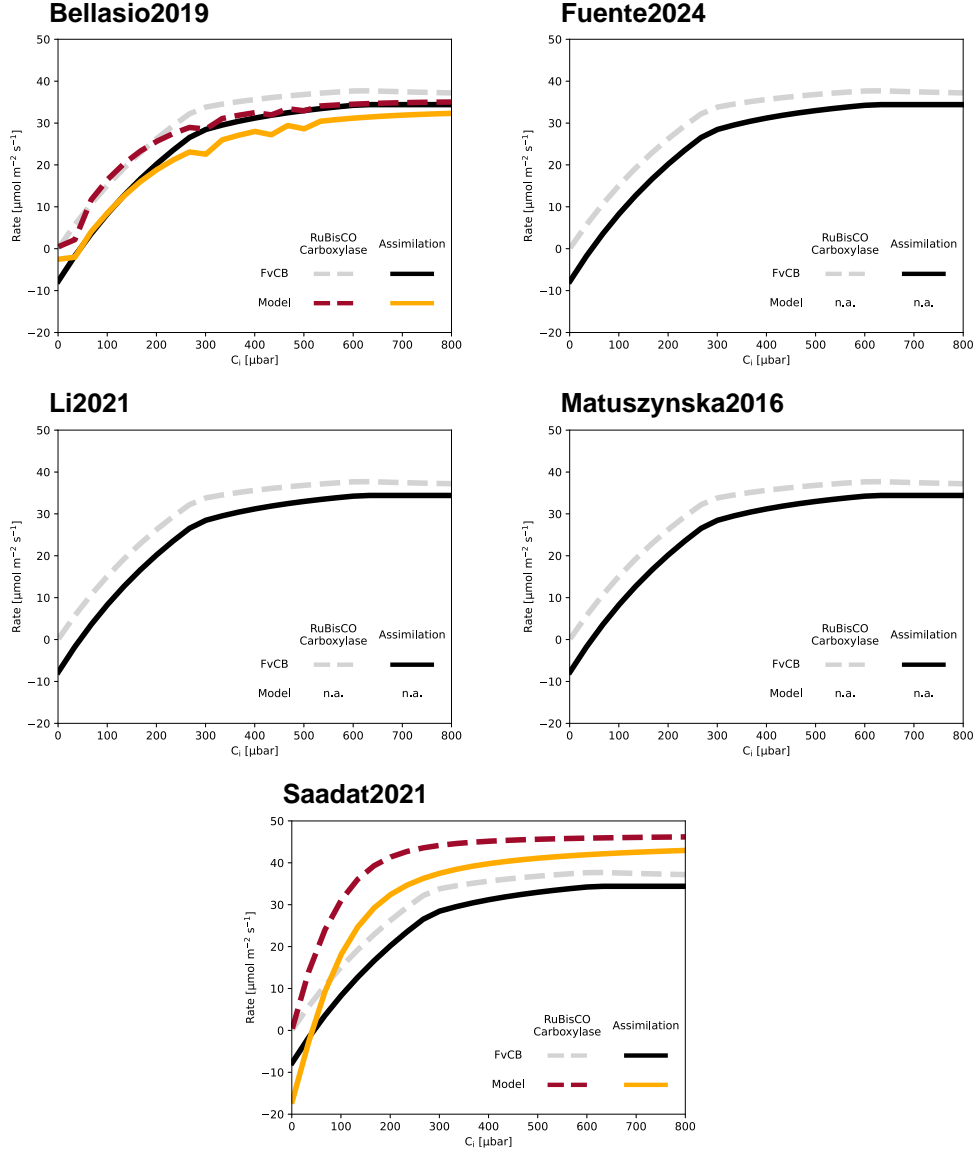 Bellasio2019
50
40
30
20
10
0
−10
−20
Rate [µmol m⁻² s⁻¹]
RuBisCO Carboxylase Assimilation
FvCB
Model
0 100 200 300 400 500 600 700 800
Cᵢ [µbar]
Fuente2024
50
40
30
20
10
0
−10
−20
Rate [µmol m⁻² s⁻¹]
RuBisCO Carboxylase Assimilation
FvCB
Model n.a. n.a.
0 100 200 300 400 500 600 700 800
Cᵢ [µbar]
Li2021
50
40
30
20
10
0
−10
−20
Rate [µmol m⁻² s⁻¹]
RuBisCO Carboxylase Assimilation
FvCB
Model n.a. n.a.
0 100 200 300 400 500 600 700 800
Cᵢ [µbar]
Matuszynska2016
50
40
30
20
10
0
−10
−20
Rate [µmol m⁻² s⁻¹]
RuBisCO Carboxylase Assimilation
FvCB
Model n.a. n.a.
0 100 200 300 400 500 600 700 800
Cᵢ [µbar]
Saadat2021
50
40
30
20
10
0
−10
−20
Rate [µmol m⁻² s⁻¹]
RuBisCO Carboxylase Assimilation
FvCB
Model
0 100 200 300 400 500 600 700 800
Cᵢ [µbar]